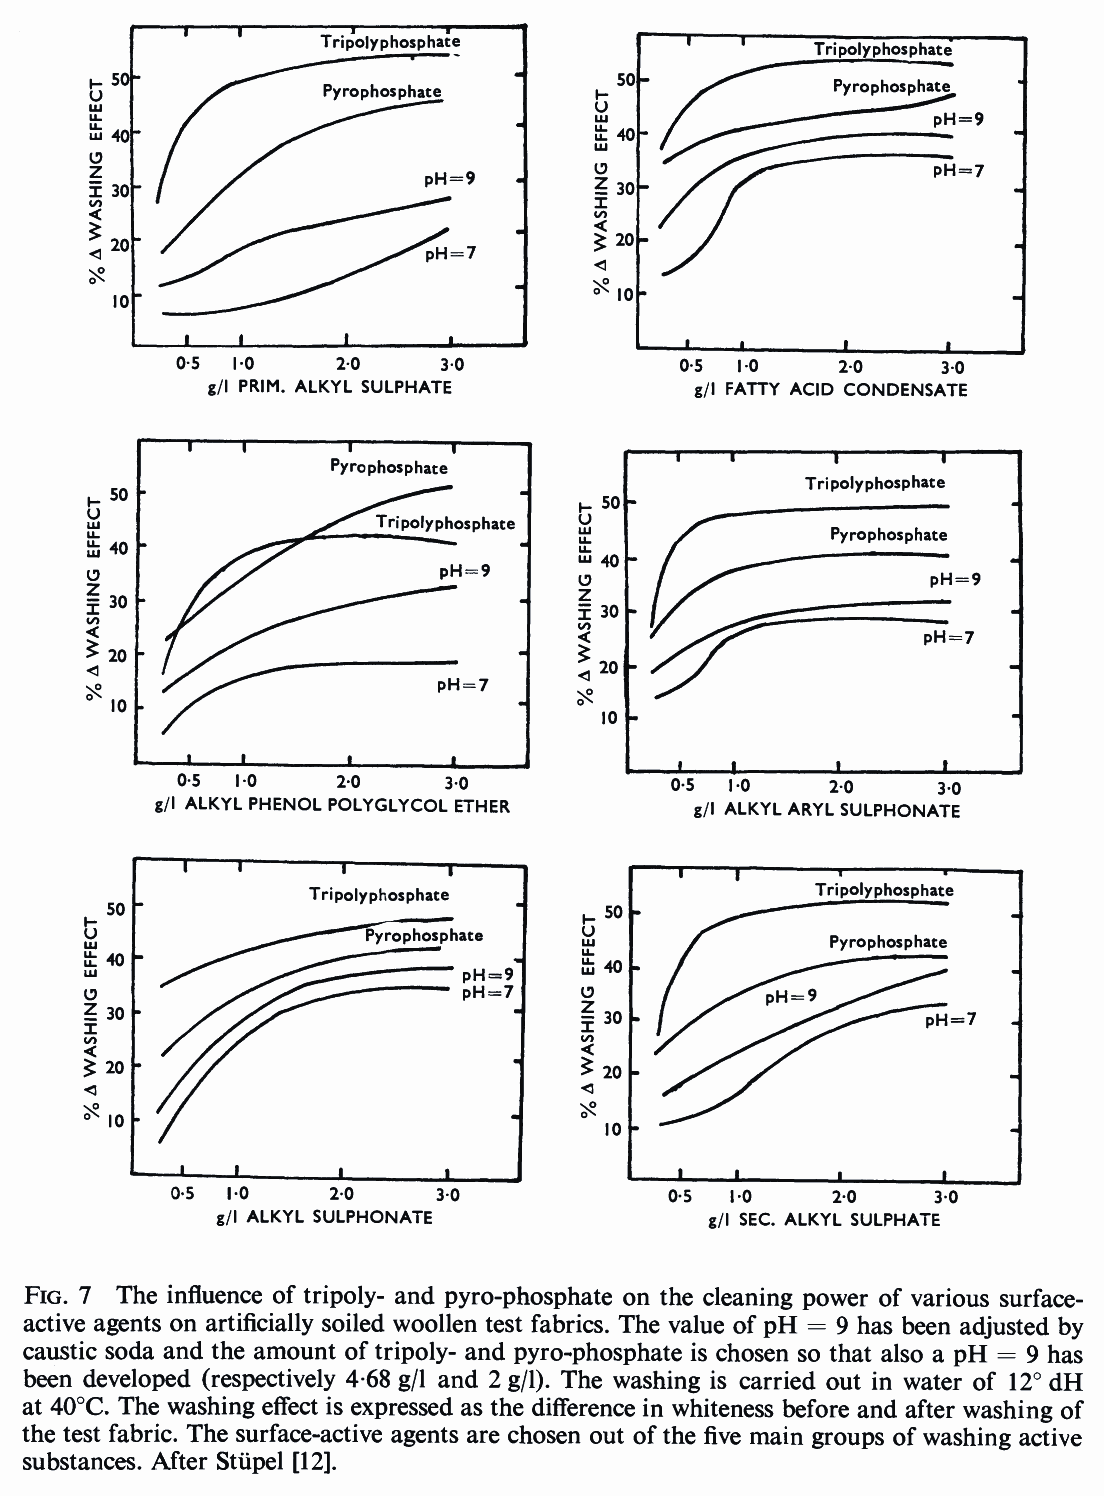 Tripolyphosphate
Pyrophosphate
pH=9
pH=7
% Δ WASHING EFFECT
50
40
30
20
10
0·5 1·0 2·0 3·0
g/l PRIM. ALKYL SULPHATE
Tripolyphosphate
Pyrophosphate
pH=9
pH=7
% Δ WASHING EFFECT
50
40
30
20
10
0·5 1·0 2·0 3·0
g/l FATTY ACID CONDENSATE
Pyrophosphate
Tripolyphosphate
pH=9
pH=7
% Δ WASHING EFFECT
50
40
30
20
10
0·5 1·0 2·0 3·0
g/l ALKYL PHENOL POLYGLYCOL ETHER
Tripolyphosphate
Pyrophosphate
pH=9
pH=7
% Δ WASHING EFFECT
50
40
30
20
10
0·5 1·0 2·0 3·0
g/l ALKYL ARYL SULPHONATE
Tripolyphosphate
Pyrophosphate
pH=9
pH=7
% Δ WASHING EFFECT
50
40
30
20
10
0·5 1·0 2·0 3·0
g/l ALKYL SULPHONATE
Tripolyphosphate
Pyrophosphate
pH=9
pH=7
% Δ WASHING EFFECT
50
40
30
20
10
0·5 1·0 2·0 3·0
g/l SEC. ALKYL SULPHATE
FIG. 7 The influence of tripoly- and pyro-phosphate on the cleaning power of various surface-
active agents on artificially soiled woollen test fabrics. The value of pH = 9 has been adjusted by
caustic soda and the amount of tripoly- and pyro-phosphate is chosen so that also a pH = 9 has
been developed (respectively 4·68 g/l and 2 g/l). The washing is carried out in water of 12° dH
at 40°C. The washing effect is expressed as the difference in whiteness before and after washing of
the test fabric. The surface-active agents are chosen out of the five main groups of washing active
substances. After Stüpel [12].